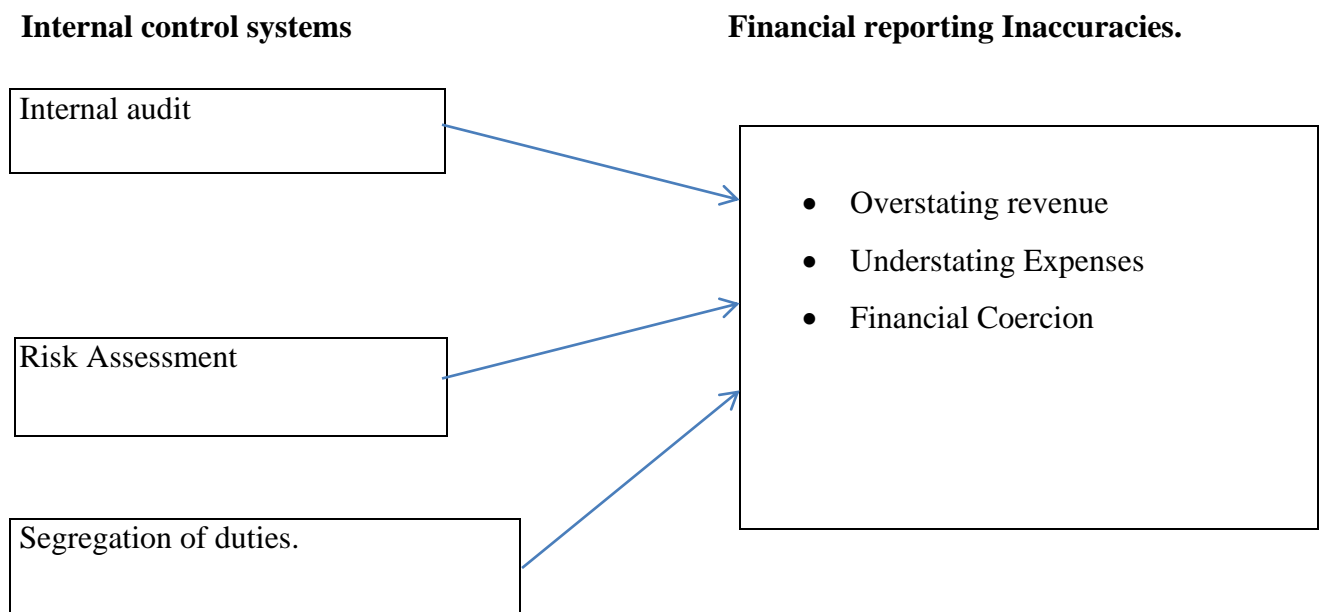 Internal control systems
Financial reporting Inaccuracies.
Internal audit
Risk Assessment
Segregation of duties.
• Overstating revenue
• Understating Expenses
• Financial Coercion